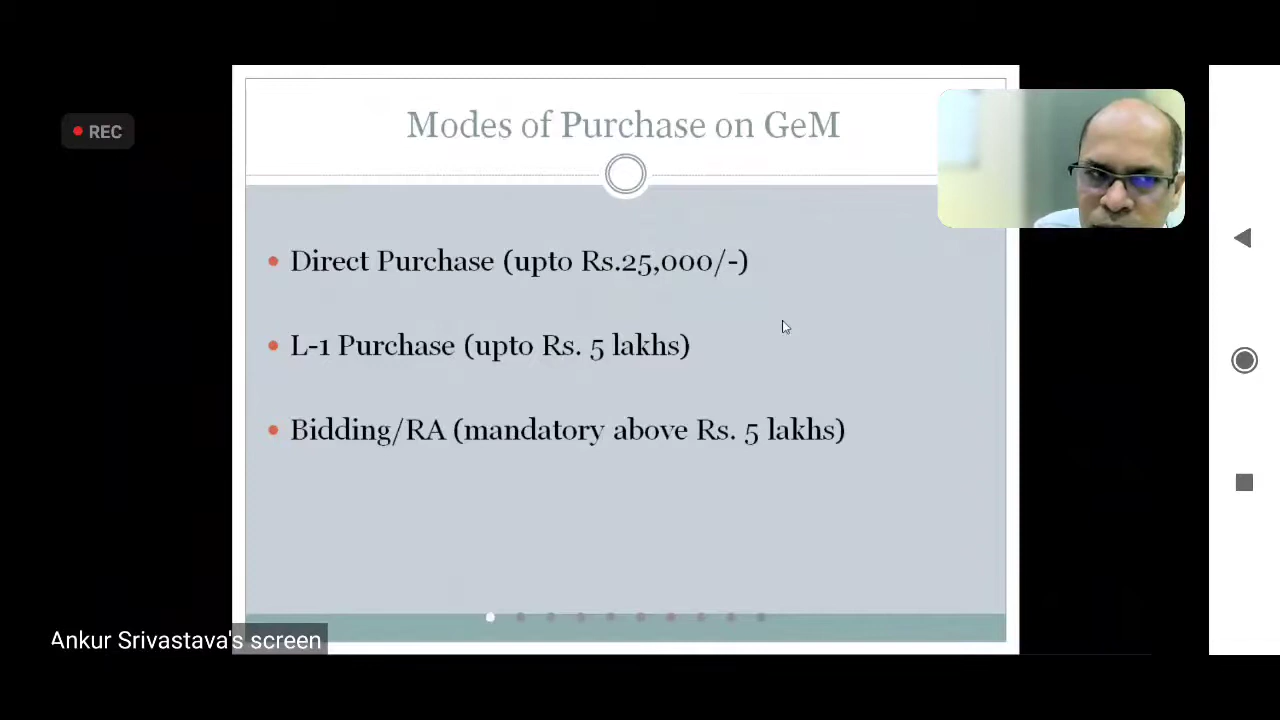 Modes of Purchase on GeM
REC
Direct Purchase (upto Rs.25,000/-)
L-1 Purchase (upto Rs. 5 lakhs)
Bidding/RA (mandatory above Rs. 5 lakhs)
Ankur Srivastava's screen